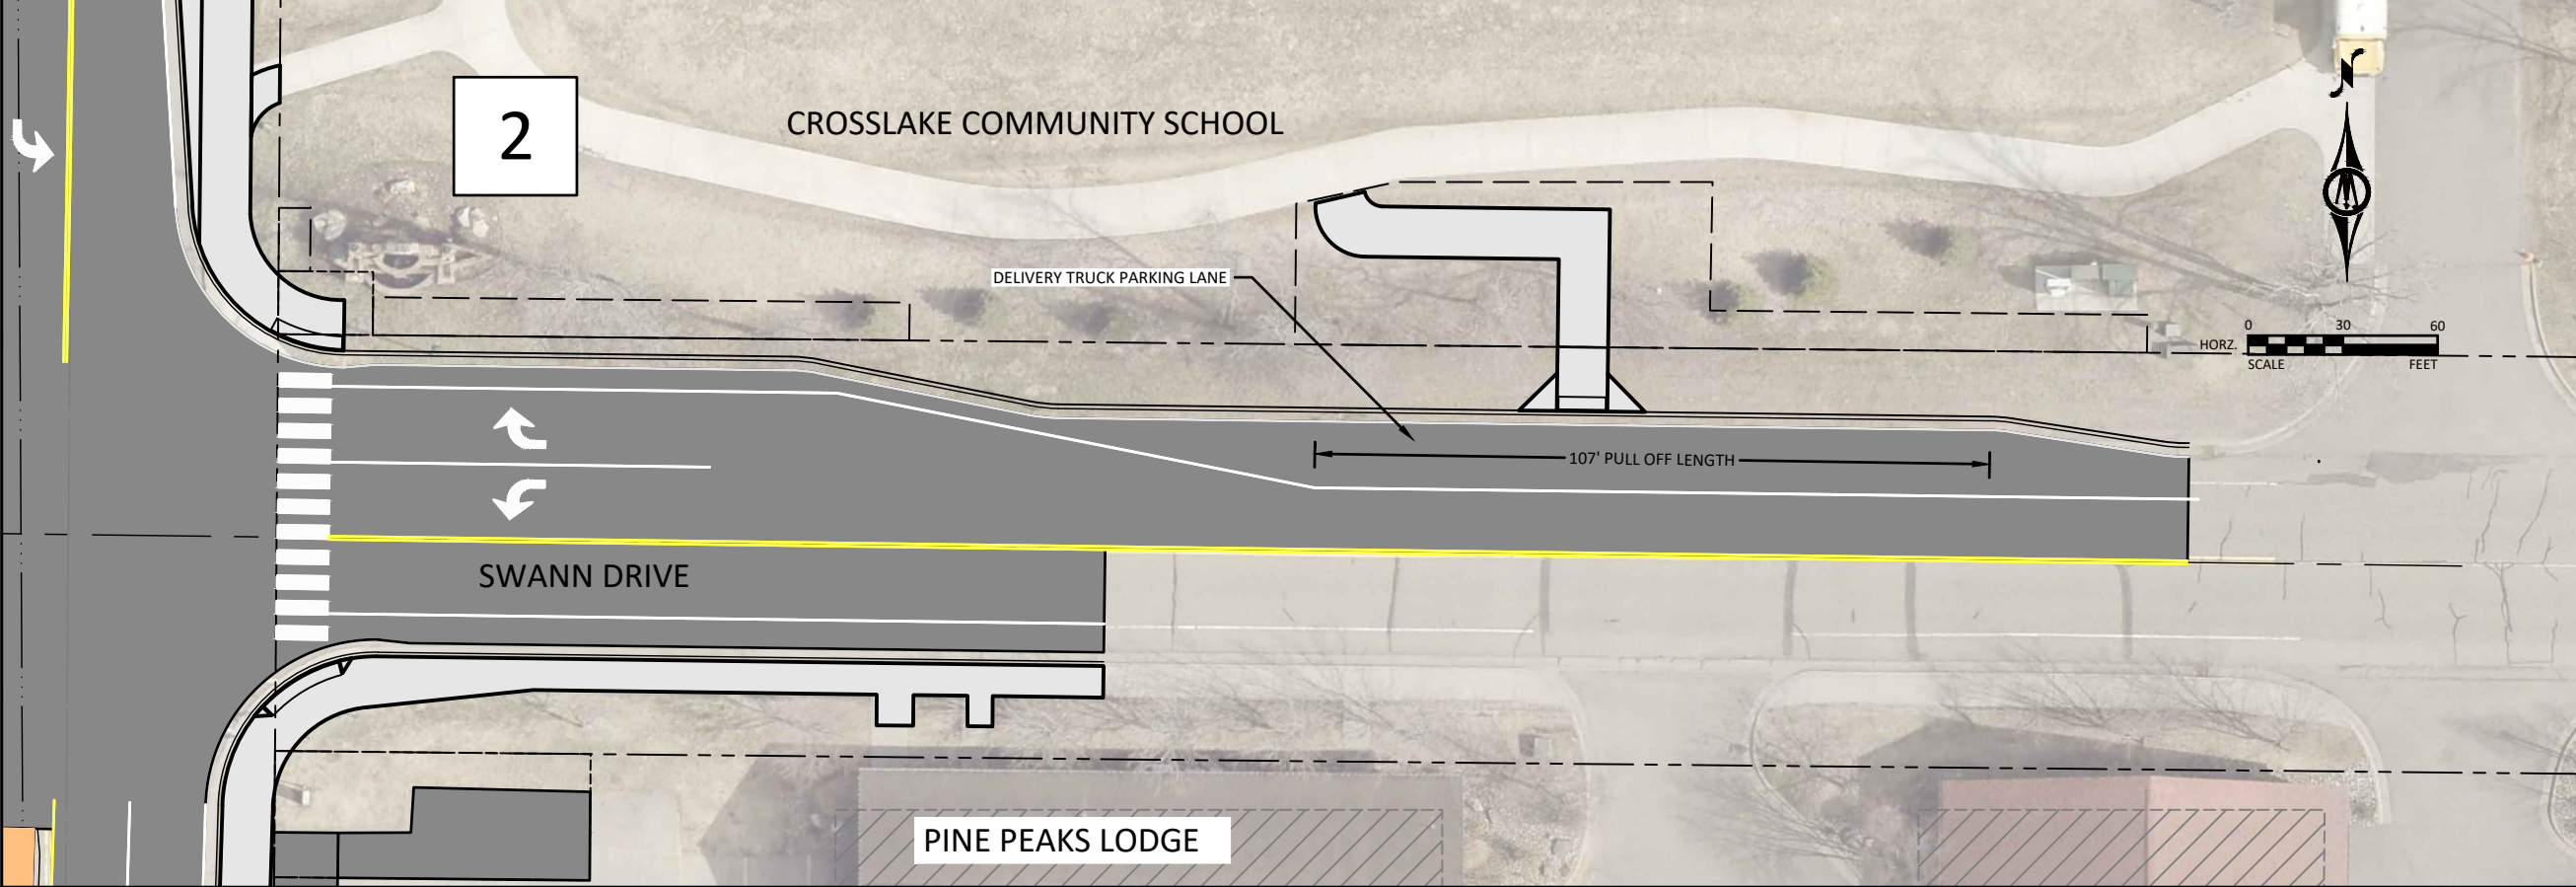 2
CROSSLAKE COMMUNITY SCHOOL
N
DELIVERY TRUCK PARKING LANE
0 30 60
HORZ.
SCALE FEET
107' PULL OFF LENGTH
SWANN DRIVE
PINE PEAKS LODGE